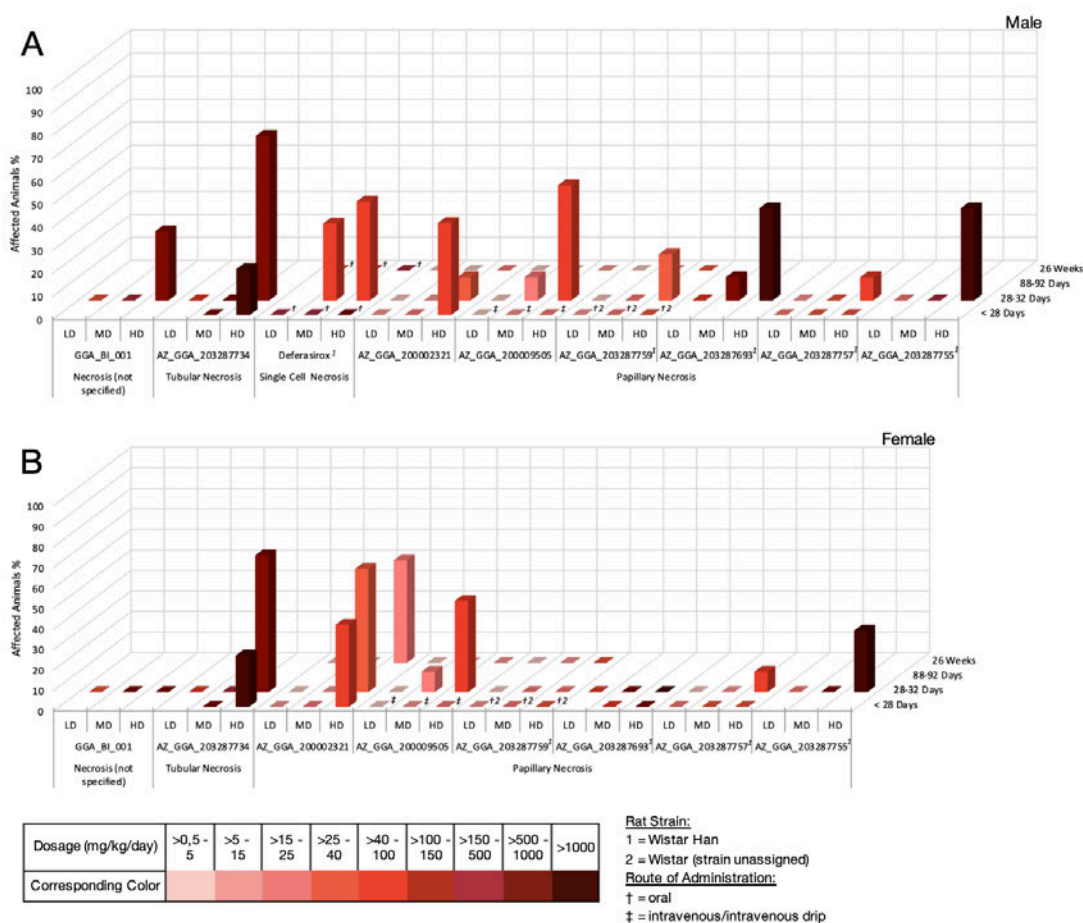 A
Male
Affected Animals %
100
90
80
70
60
50
40
30
20
10
0
† † †
† † †
‡ ‡ ‡ †2 †2 †2
26 Weeks
88-92 Days
28-32 Days
< 28 Days
LD MD HD LD MD HD LD MD HD LD MD HD LD MD HD LD MD HD LD MD HD LD MD HD LD MD HD
GGA_BI_001 AZ_GGA_203287734 Deferasirox1 AZ_GGA_200002321 AZ_GGA_200009505 AZ_GGA_203287759‡ AZ_GGA_203287693‡ AZ_GGA_203287757‡ AZ_GGA_203287755‡
Necrosis (not specified) Tubular Necrosis Single Cell Necrosis Papillary Necrosis
B
Female
Affected Animals %
100
90
80
70
60
50
40
30
20
10
0
‡ ‡ ‡ †2 †2 †2
26 Weeks
88-92 Days
28-32 Days
< 28 Days
LD MD HD LD MD HD LD MD HD LD MD HD LD MD HD LD MD HD LD MD HD LD MD HD
GGA_BI_001 AZ_GGA_203287734 AZ_GGA_200002321 AZ_GGA_200009505 AZ_GGA_203287759‡ AZ_GGA_203287693‡ AZ_GGA_203287757‡ AZ_GGA_203287755‡
Necrosis (not specified) Tubular Necrosis Papillary Necrosis
Dosage (mg/kg/day) >0,5 - 5 >5 - 15 >15 - 25 >25 - 40 >40 - 100 >100 - 150 >150 - 500 >500 - 1000 >1000
Corresponding Color
Rat Strain:
1 = Wistar Han
2 = Wistar (strain unassigned)
Route of Administration:
† = oral
‡ = intravenous/intravenous drip